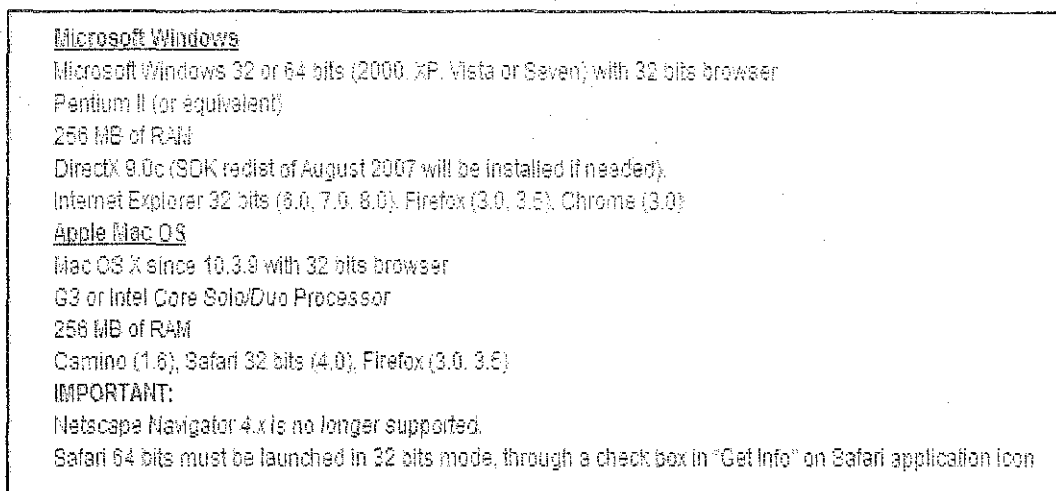 Microsoft Windows
Microsoft Windows 32 or 64 bits (2000, XP, Vista or Seven) with 32 bits browser
Pentium II (or equivalent)
256 MB of RAM
DirectX 9.0c (SDK redist of August 2007 will be installed if needed).
Internet Explorer 32 bits (6.0, 7.0, 8.0), Firefox (3.0, 3.5), Chrome (3.0)
Apple Mac OS
Mac OS X since 10.3.9 with 32 bits browser
G3 or Intel Core Solo/Duo Processor
256 MB of RAM
Camino (1.6), Safari 32 bits (4.0), Firefox (3.0, 3.5)
IMPORTANT:
Netscape Navigator 4.x is no longer supported.
Safari 64 bits must be launched in 32 bits mode, through a check box in "Get Info" on Safari application icon